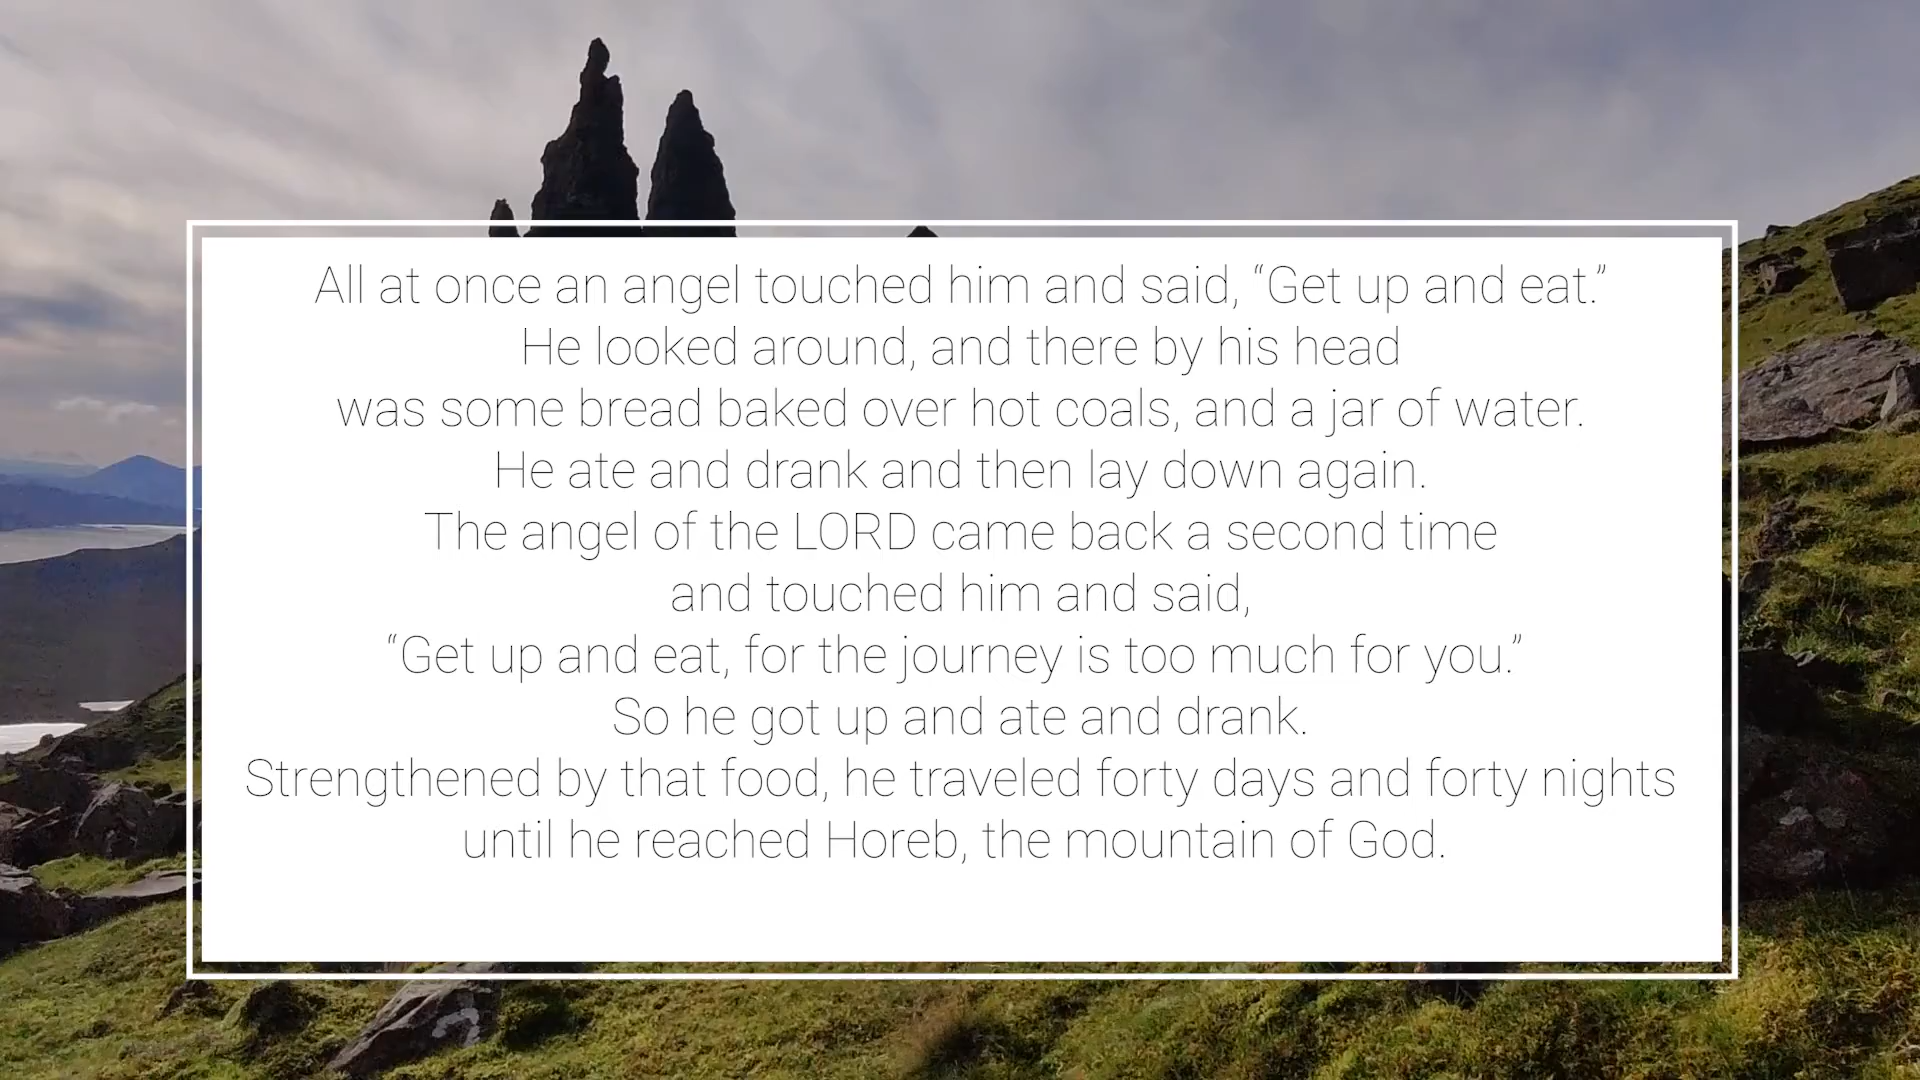 All at once an angel touched him and said, “Get up and eat.”
He looked around, and there by his head
was some bread baked over hot coals, and a jar of water.
He ate and drank and then lay down again.
The angel of the LORD came back a second time
and touched him and said,
“Get up and eat, for the journey is too much for you.”
So he got up and ate and drank.
Strengthened by that food, he traveled forty days and forty nights
until he reached Horeb, the mountain of God.